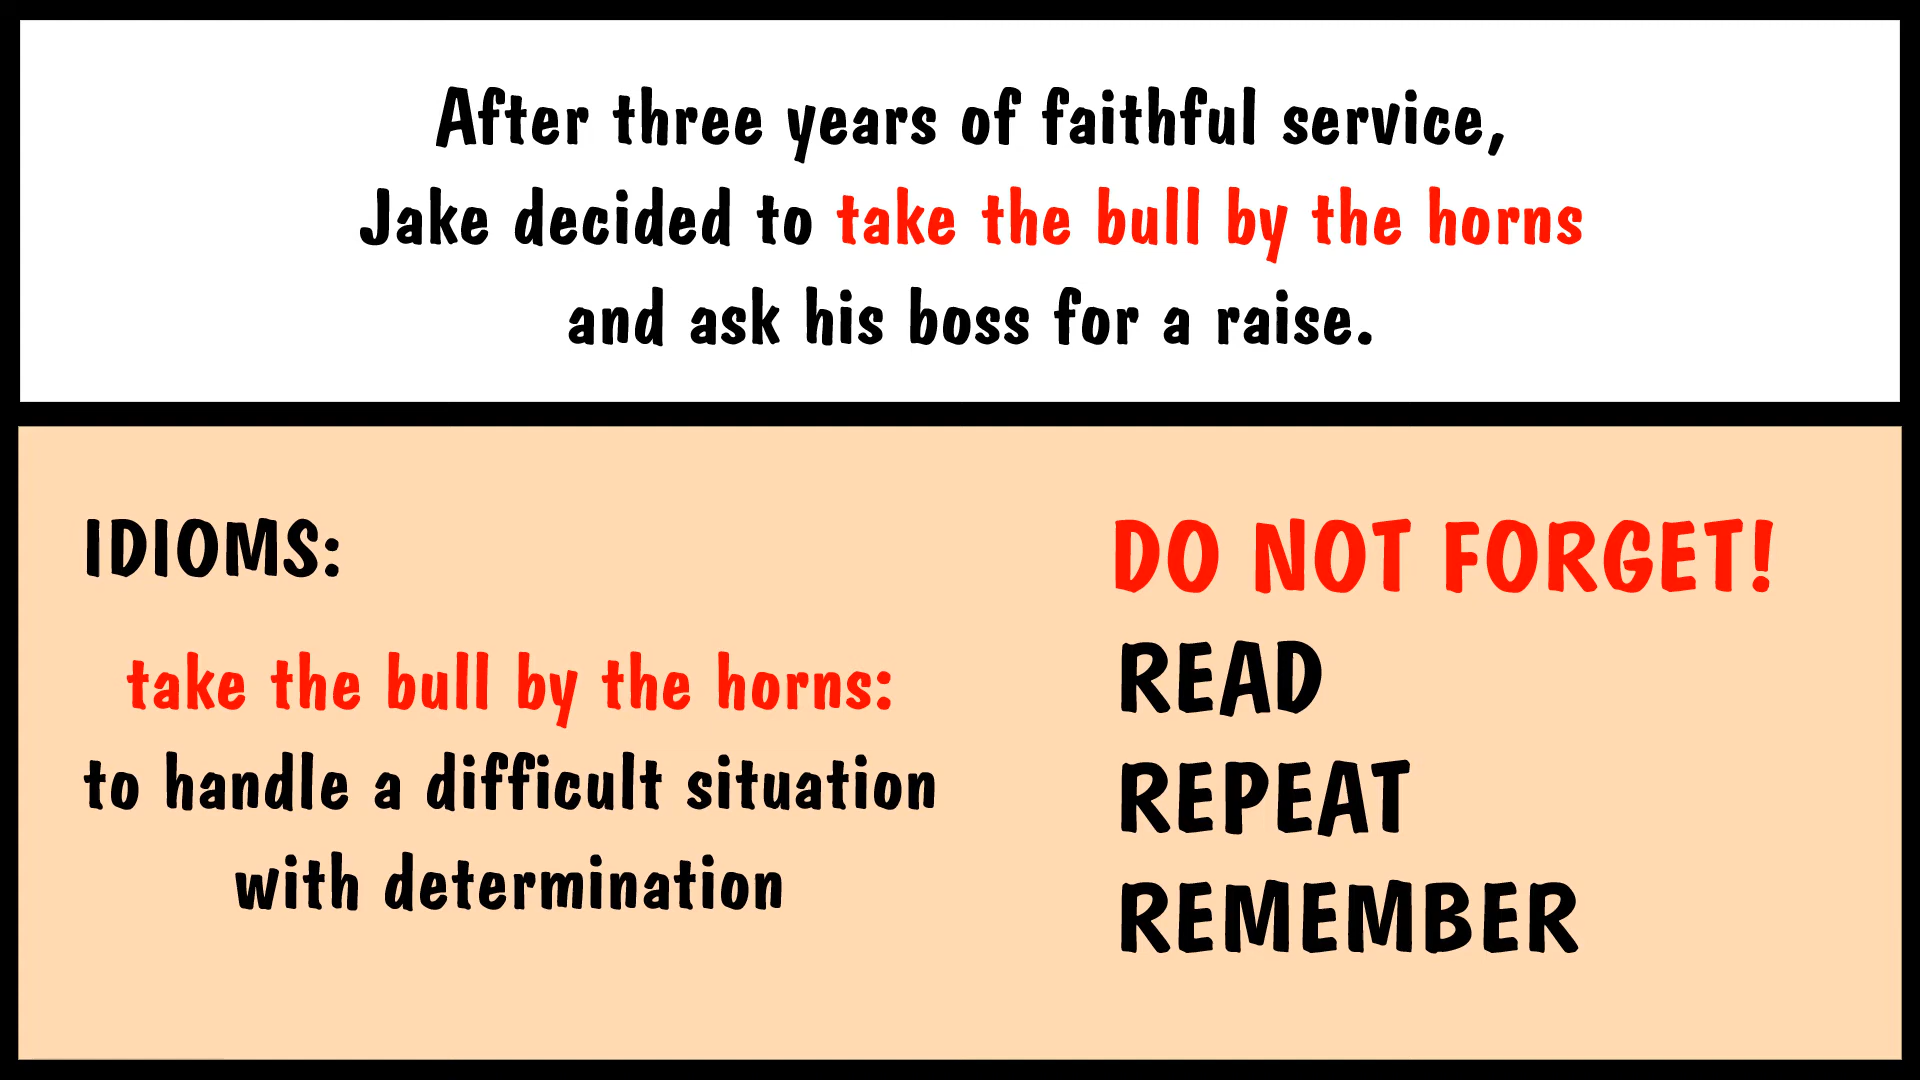 After three years of faithful service,
Jake decided to take the bull by the horns
and ask his boss for a raise.
IDIOMS:
take the bull by the horns:
to handle a difficult situation
with determination
DO NOT FORGET!
READ
REPEAT
REMEMBER